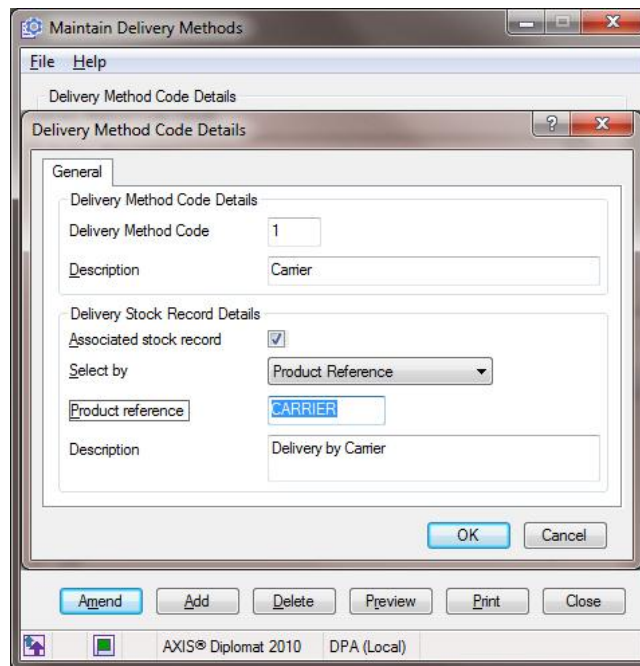 Maintain Delivery Methods
File Help
Delivery Method Code Details
Delivery Method Code Details
General
Delivery Method Code Details
Delivery Method Code 1
Description Carrier
Delivery Stock Record Details
Associated stock record
Select by Product Reference
Product reference CARRIER
Description Delivery by Carrier
OK Cancel
Amend Add Delete Preview Print Close
AXIS® Diplomat 2010 DPA (Local)